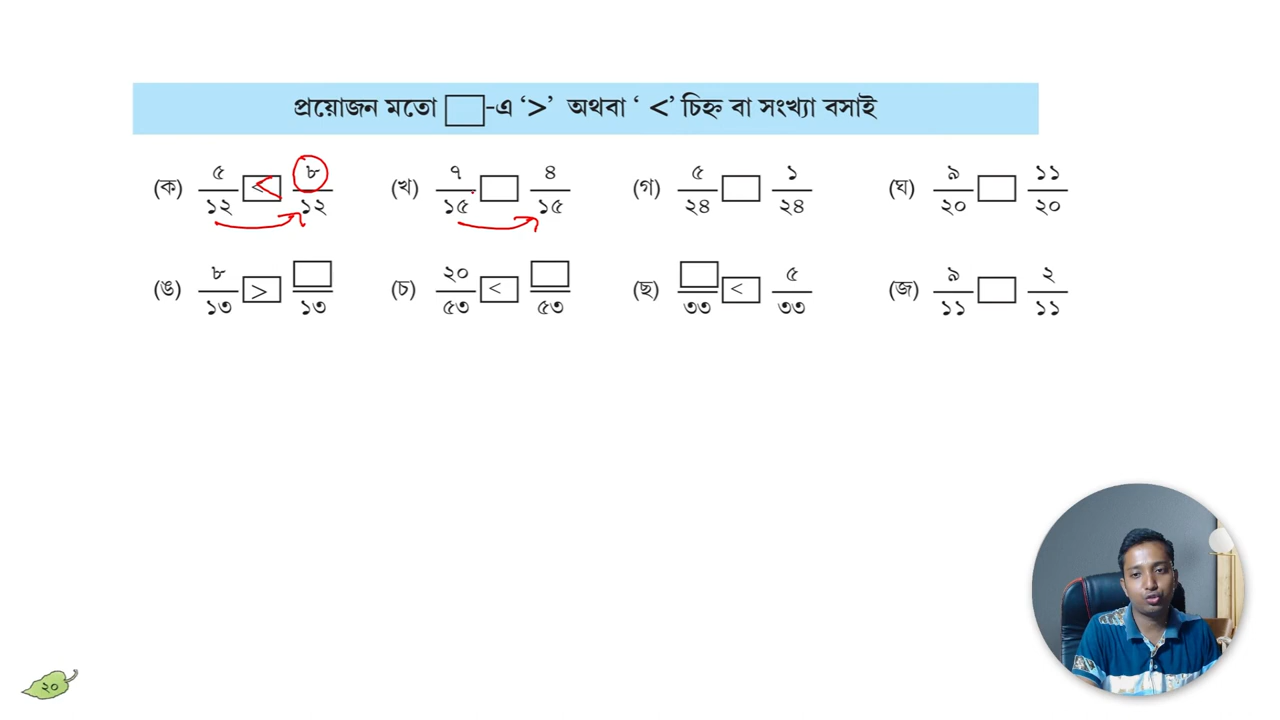 প্রয়োজন মতো □-এ ‘>’ অথবা ‘ <’ চিহ্ন বা সংখ্যা বসাই
(ক) ৫/১২ < ৮/১২ (খ) ৭/১৫ □ ৪/১৫ (গ) ৫/২৪ □ ১/২৪ (ঘ) ৯/২০ □ ১১/২০
(ঙ) ৮/১৩ > □/১৩ (চ) ২০/৫৩ < □/৫৩ (ছ) □/৩৩ < ৫/৩৩ (জ) ৯/১১ □ ২/১১
২০